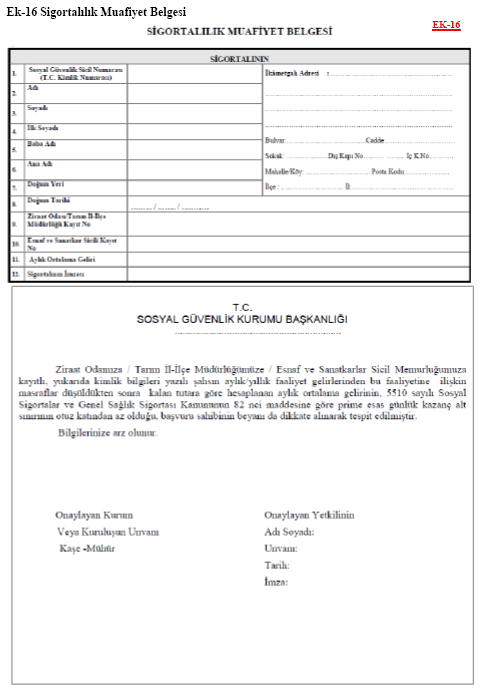 Ek-16 Sigortalılık Muafiyet Belgesi
EK-16
SİGORTALILIK MUAFİYET BELGESİ
SİGORTALININ
1. Sosyal Güvenlik Sicil Numarası
(T.C. Kimlik Numarası)
2. Adı
3. Soyadı
4. İlk Soyadı
5. Baba Adı
6. Ana Adı
7. Doğum Yeri
8. Doğum Tarihi ........../........./...........
9. Ziraat Odası/Tarım İl-İlçe
Müdürlüğü Kayıt No
10. Esnaf ve Sanatkar Sicili Kayıt
No
11. Aylık Ortalama Geliri
12. Sigortalının İmzası
İkâmetgah Adresi :
Bulvar Cadde
Sokak Dış Kapı No İç K.No
Mahalle/Köy: Posta Kodu
İlçe : İl
T.C.
SOSYAL GÜVENLİK KURUMU BAŞKANLIĞI
Ziraat Odamıza / Tarım İl-İlçe Müdürlüğümüze / Esnaf ve Sanatkarlar Sicil Memurluğumuza
kayıtlı, yukarıda kimlik bilgileri yazılı şahsın aylık/yıllık faaliyet gelirlerinden bu faaliyetine ilişkin
masraflar düşüldükten sonra kalan tutara göre hesaplanan aylık ortalama gelirinin, 5510 sayılı Sosyal
Sigortalar ve Genel Sağlık Sigortası Kanununun 82 nci maddesine göre prime esas günlük kazanç alt
sınırının otuz katından az olduğu, başvuru sahibinin beyanı da dikkate alınarak tespit edilmiştir.
Bilgilerinize arz olunur.
Onaylayan Kurum
Veya Kuruluşun Unvanı
Kaşe -Mühür
Onaylayan Yetkilinin
Adı Soyadı:
Unvanı:
Tarih:
İmza: